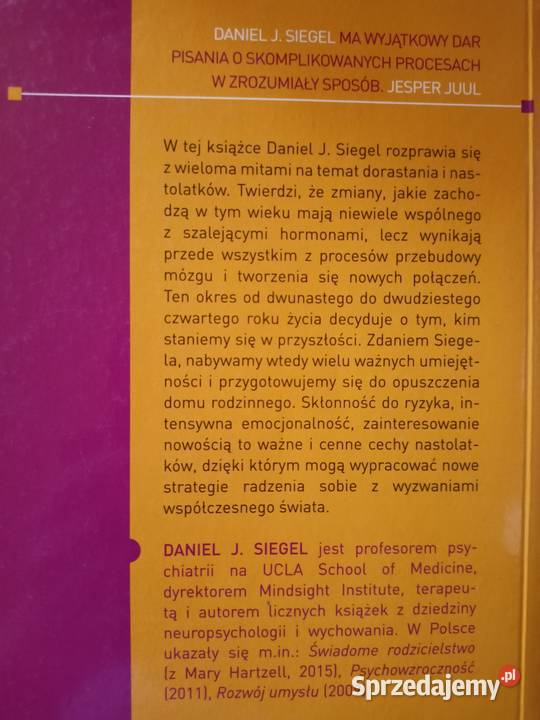 DANIEL J. SIEGEL MA WYJĄTKOWY DAR
PISANIA O SKOMPLIKOWANYCH PROCESACH
W ZROZUMIAŁY SPOSÓB. JESPER JUUL
W tej książce Daniel J. Siegel rozprawia się
z wieloma mitami na temat dorastania i nas-
tolatków. Twierdzi, że zmiany, jakie zacho-
dzą w tym wieku mają niewiele wspólnego
z szalejącymi hormonami, lecz wynikają
przede wszystkim z procesów przebudowy
mózgu i tworzenia się nowych połączeń.
Ten okres od dwunastego do dwudziestego
czwartego roku życia decyduje o tym, kim
staniemy się w przyszłości. Zdaniem Siege-
la, nabywamy wtedy wielu ważnych umiejęt-
ności i przygotowujemy się do opuszczenia
domu rodzinnego. Skłonność do ryzyka, in-
tensywna emocjonalność, zainteresowanie
nowością to ważne i cenne cechy nastolat-
ków, dzięki którym mogą wypracować nowe
strategie radzenia sobie z wyzwaniami
współczesnego świata.
DANIEL J. SIEGEL jest profesorem psy-
chiatrii na UCLA School of Medicine,
dyrektorem Mindsight Institute, terapeu-
tą i autorem licznych książek z dziedziny
neuropsychologii i wychowania. W Polsce
ukazały się m.in.: Świadome rodzicielstwo
(z Mary Hartzell, 2015), Psychowzroczność
(2011), Rozwój umysłu
Sprzedajemy.pl